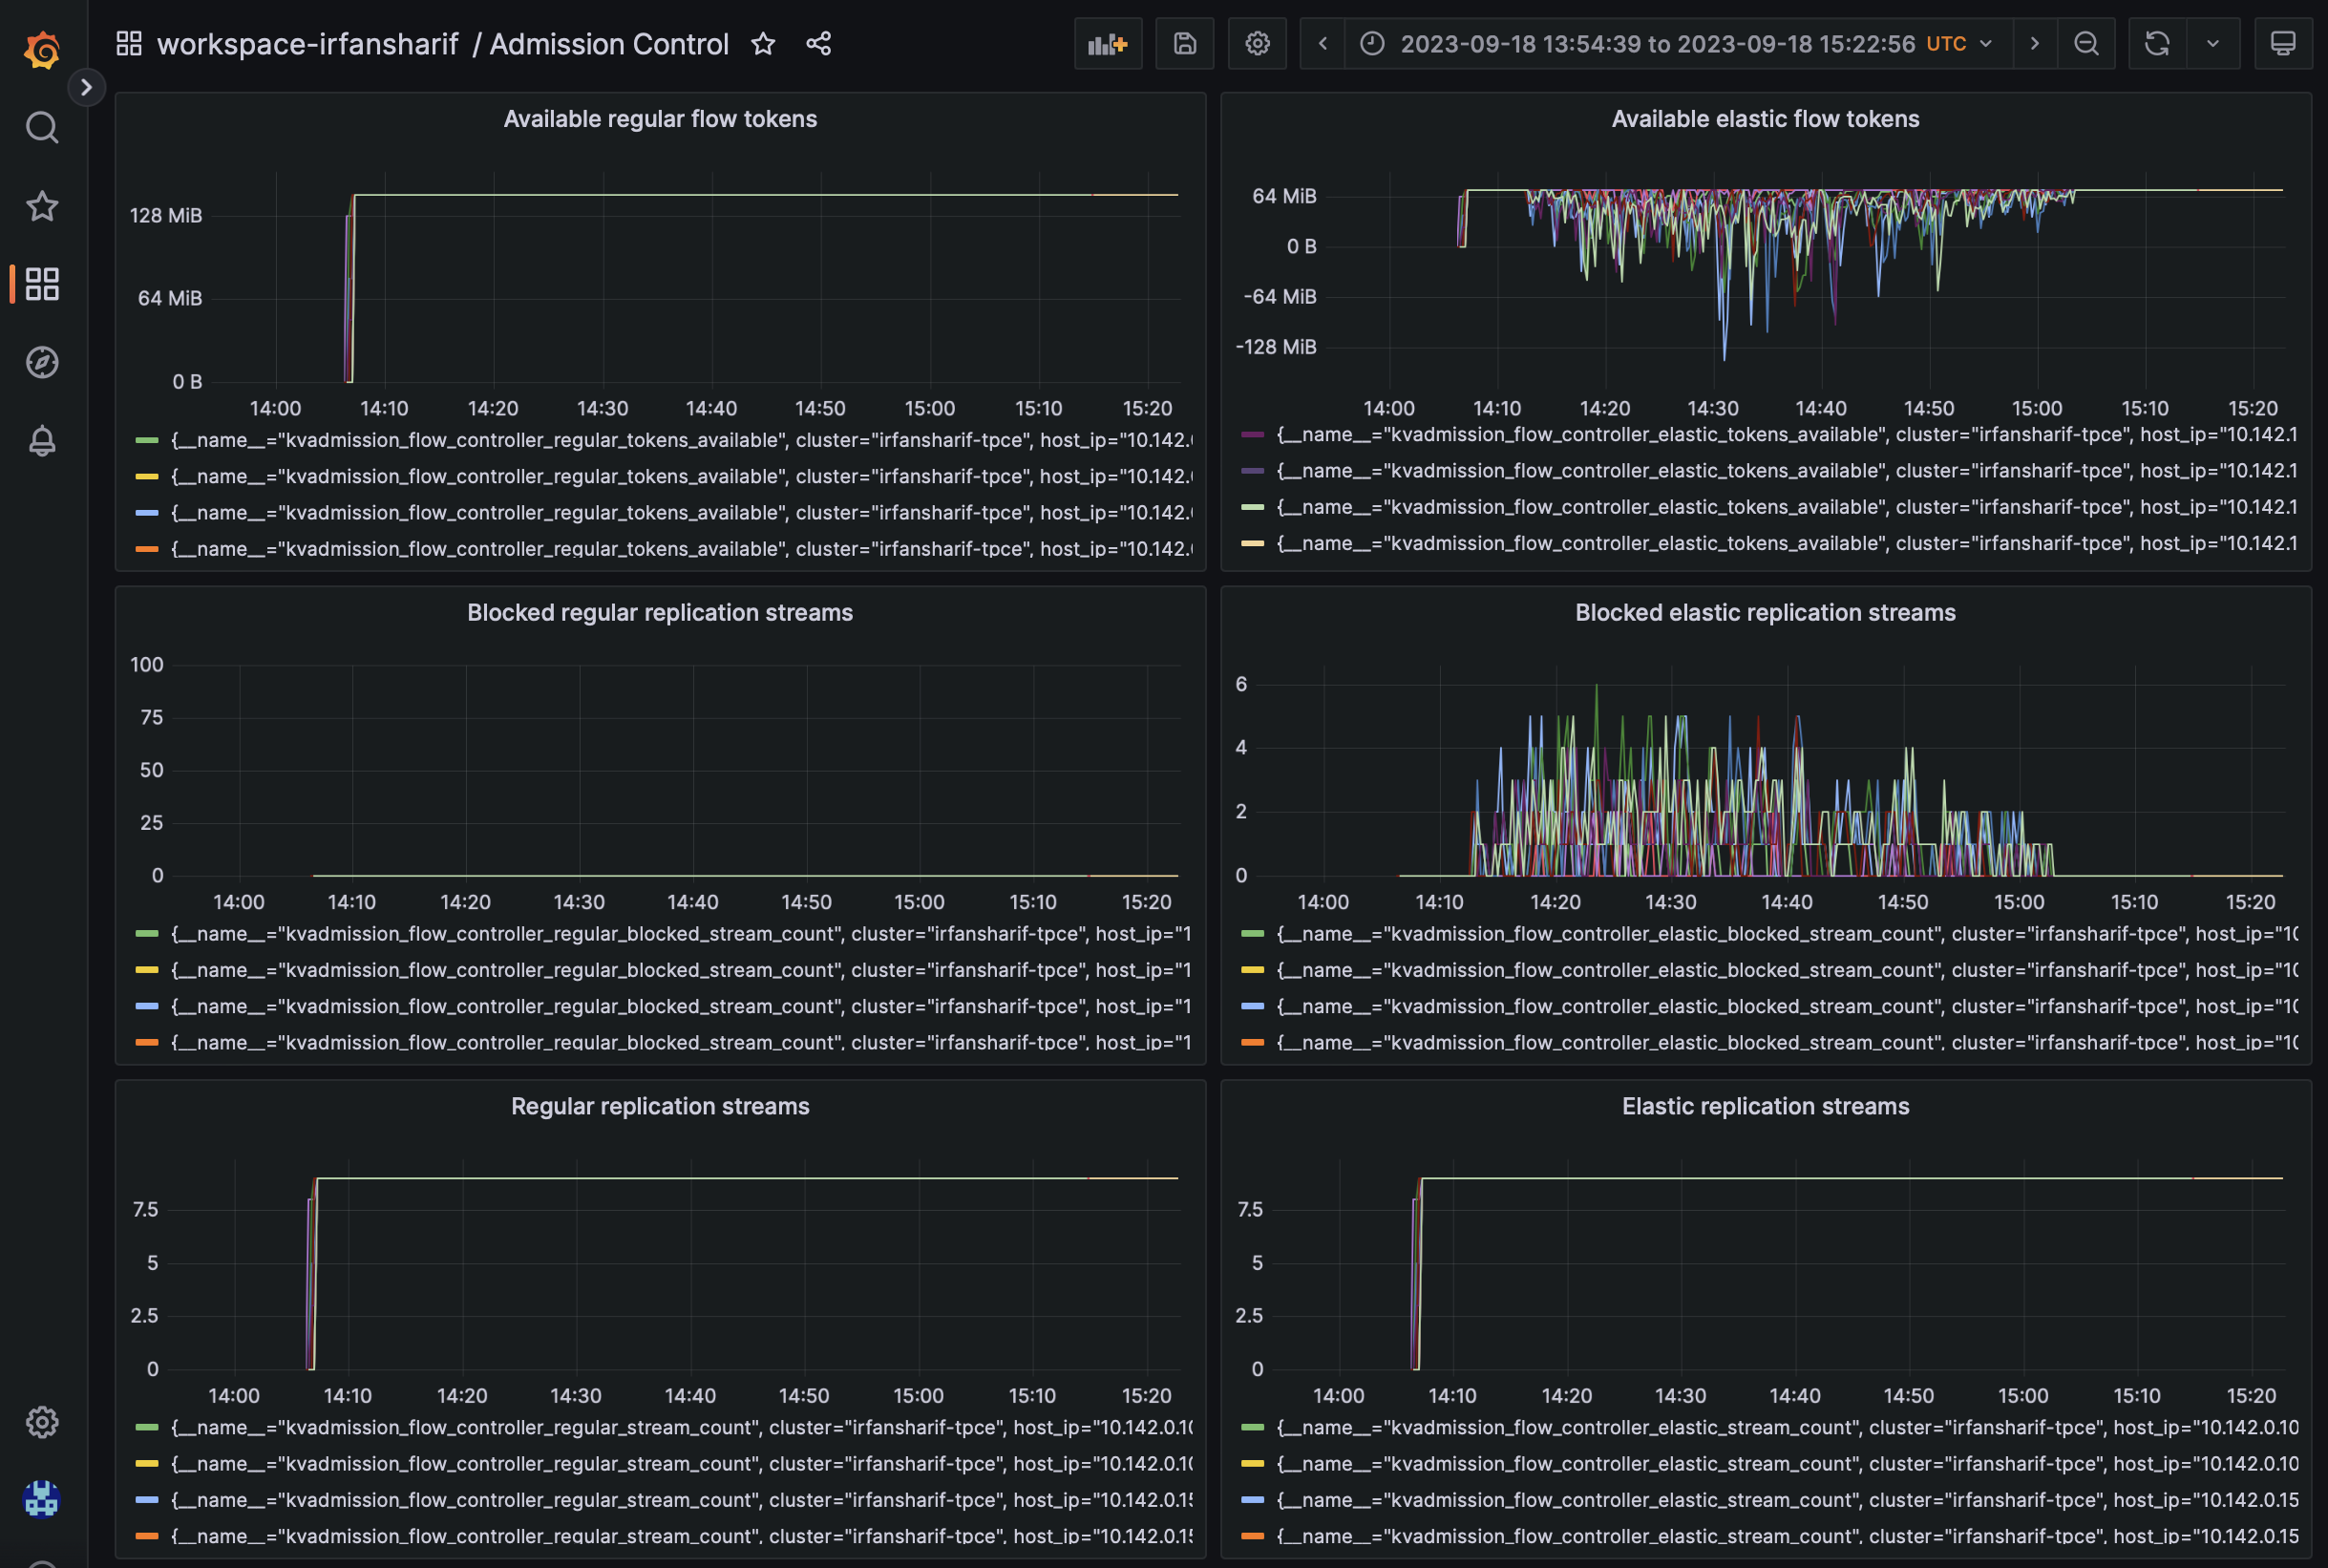 workspace-irfansharif / Admission Control
2023-09-18 13:54:39 to 2023-09-18 15:22:56 UTC
Available regular flow tokens
128 MiB
64 MiB
0 B
14:00 14:10 14:20 14:30 14:40 14:50 15:00 15:10 15:20
{__name__="kvadmission_flow_controller_regular_tokens_available", cluster="irfansharif-tpce", host_ip="10.142.
{__name__="kvadmission_flow_controller_regular_tokens_available", cluster="irfansharif-tpce", host_ip="10.142.
{__name__="kvadmission_flow_controller_regular_tokens_available", cluster="irfansharif-tpce", host_ip="10.142.
{__name__="kvadmission_flow_controller_regular_tokens_available", cluster="irfansharif-tpce", host_ip="10.142.
Available elastic flow tokens
64 MiB
0 B
-64 MiB
-128 MiB
14:00 14:10 14:20 14:30 14:40 14:50 15:00 15:10 15:20
{__name__="kvadmission_flow_controller_elastic_tokens_available", cluster="irfansharif-tpce", host_ip="10.142.1
{__name__="kvadmission_flow_controller_elastic_tokens_available", cluster="irfansharif-tpce", host_ip="10.142.1
{__name__="kvadmission_flow_controller_elastic_tokens_available", cluster="irfansharif-tpce", host_ip="10.142.1
{__name__="kvadmission_flow_controller_elastic_tokens_available", cluster="irfansharif-tpce", host_ip="10.142.1
Blocked regular replication streams
100
75
50
25
0
14:00 14:10 14:20 14:30 14:40 14:50 15:00 15:10 15:20
{__name__="kvadmission_flow_controller_regular_blocked_stream_count", cluster="irfansharif-tpce", host_ip="1
{__name__="kvadmission_flow_controller_regular_blocked_stream_count", cluster="irfansharif-tpce", host_ip="1
{__name__="kvadmission_flow_controller_regular_blocked_stream_count", cluster="irfansharif-tpce", host_ip="1
{__name__="kvadmission_flow_controller_regular_blocked_stream_count", cluster="irfansharif-tpce", host_ip="1
Blocked elastic replication streams
6
4
2
0
14:00 14:10 14:20 14:30 14:40 14:50 15:00 15:10 15:20
{__name__="kvadmission_flow_controller_elastic_blocked_stream_count", cluster="irfansharif-tpce", host_ip="10
{__name__="kvadmission_flow_controller_elastic_blocked_stream_count", cluster="irfansharif-tpce", host_ip="10
{__name__="kvadmission_flow_controller_elastic_blocked_stream_count", cluster="irfansharif-tpce", host_ip="10
{__name__="kvadmission_flow_controller_elastic_blocked_stream_count", cluster="irfansharif-tpce", host_ip="10
Regular replication streams
7.5
5
2.5
0
14:00 14:10 14:20 14:30 14:40 14:50 15:00 15:10 15:20
{__name__="kvadmission_flow_controller_regular_stream_count", cluster="irfansharif-tpce", host_ip="10.142.0.10
{__name__="kvadmission_flow_controller_regular_stream_count", cluster="irfansharif-tpce", host_ip="10.142.0.10
{__name__="kvadmission_flow_controller_regular_stream_count", cluster="irfansharif-tpce", host_ip="10.142.0.15
{__name__="kvadmission_flow_controller_regular_stream_count", cluster="irfansharif-tpce", host_ip="10.142.0.15
Elastic replication streams
7.5
5
2.5
0
14:00 14:10 14:20 14:30 14:40 14:50 15:00 15:10 15:20
{__name__="kvadmission_flow_controller_elastic_stream_count", cluster="irfansharif-tpce", host_ip="10.142.0.10
{__name__="kvadmission_flow_controller_elastic_stream_count", cluster="irfansharif-tpce", host_ip="10.142.0.10
{__name__="kvadmission_flow_controller_elastic_stream_count", cluster="irfansharif-tpce", host_ip="10.142.0.15
{__name__="kvadmission_flow_controller_elastic_stream_count", cluster="irfansharif-tpce", host_ip="10.142.0.15